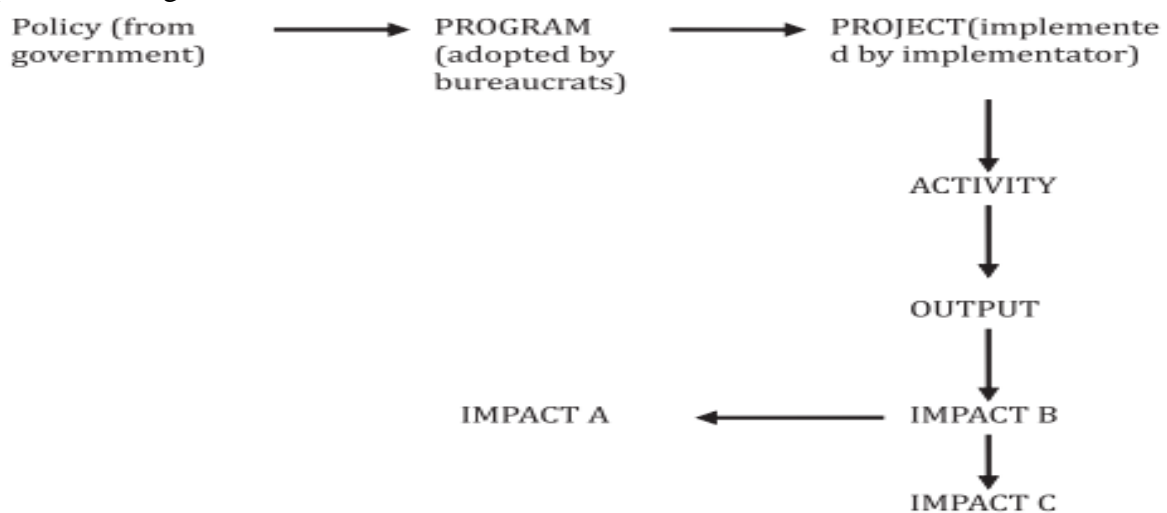 Policy (from
government)
PROGRAM
(adopted by
bureaucrats)
PROJECT(implemente
d by implementator)
ACTIVITY
OUTPUT
IMPACT A
IMPACT B
IMPACT C